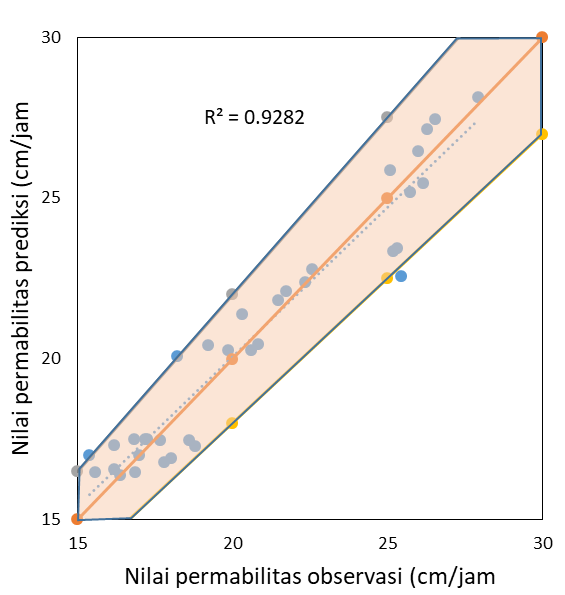 30
R² = 0.9282
25
20
15
15 20 25 30
Nilai permabilitas prediksi (cm/jam
Nilai permabilitas observasi (cm/jam